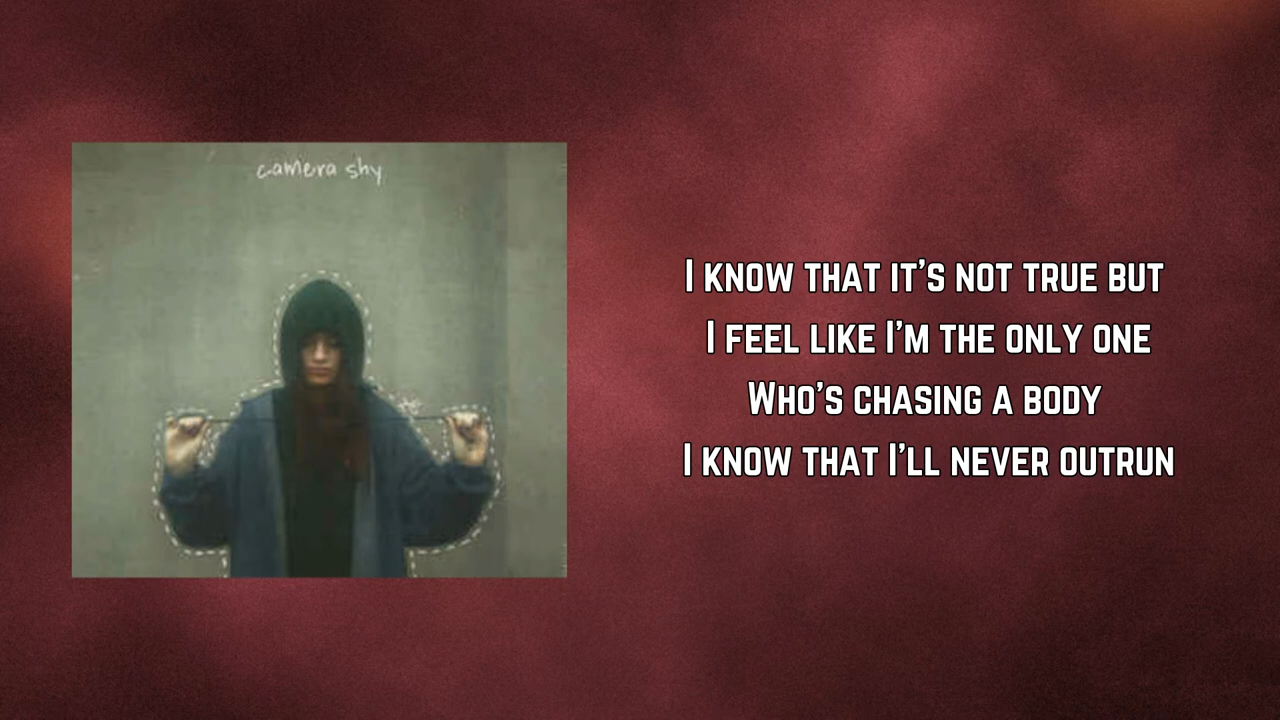 camera shy
I KNOW THAT IT'S NOT TRUE BUT
I FEEL LIKE I'M THE ONLY ONE
WHO'S CHASING A BODY
I KNOW THAT I'LL NEVER OUTRUN